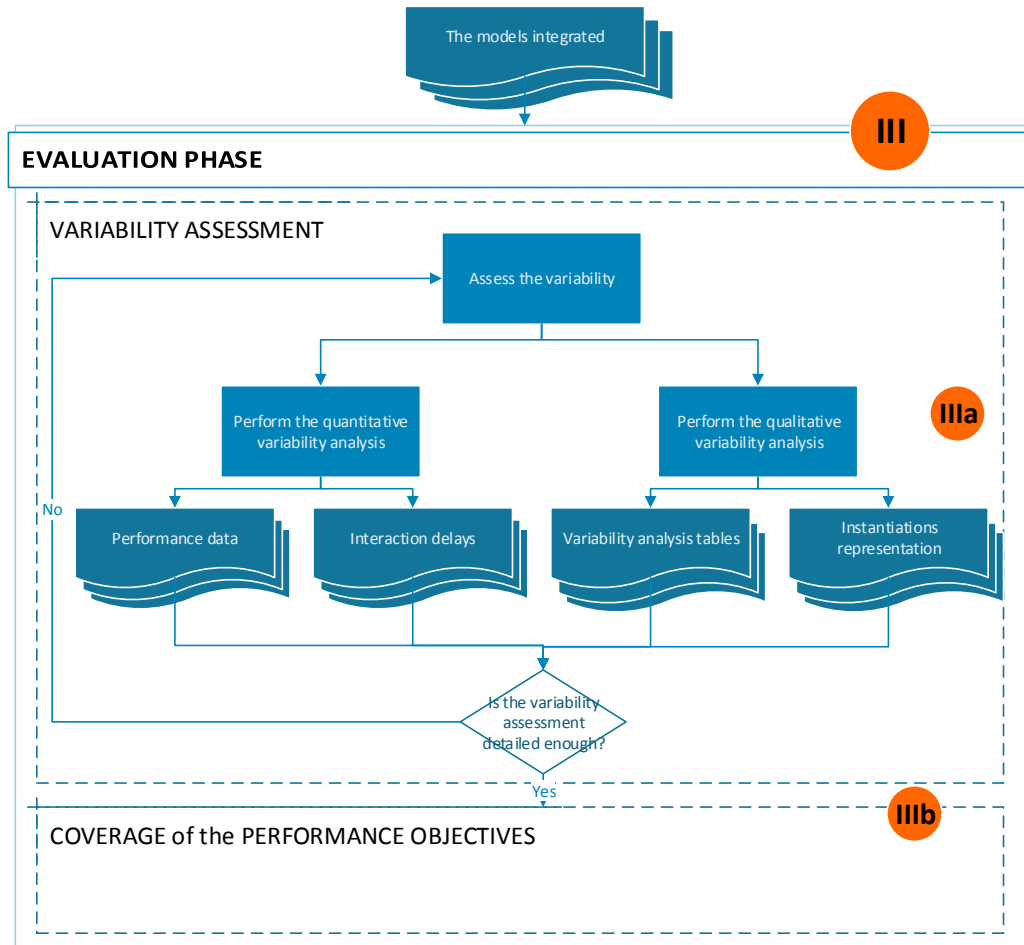 The models integrated
III
EVALUATION PHASE
VARIABILITY ASSESSMENT
Assess the variability
Perform the quantitative
variability analysis
Perform the qualitative
variability analysis
IIIa
No
Performance data
Interaction delays
Variability analysis tables
Instantiations
representation
Is the variability
assessment
detailed enough?
Yes
IIIb
COVERAGE of the PERFORMANCE OBJECTIVES